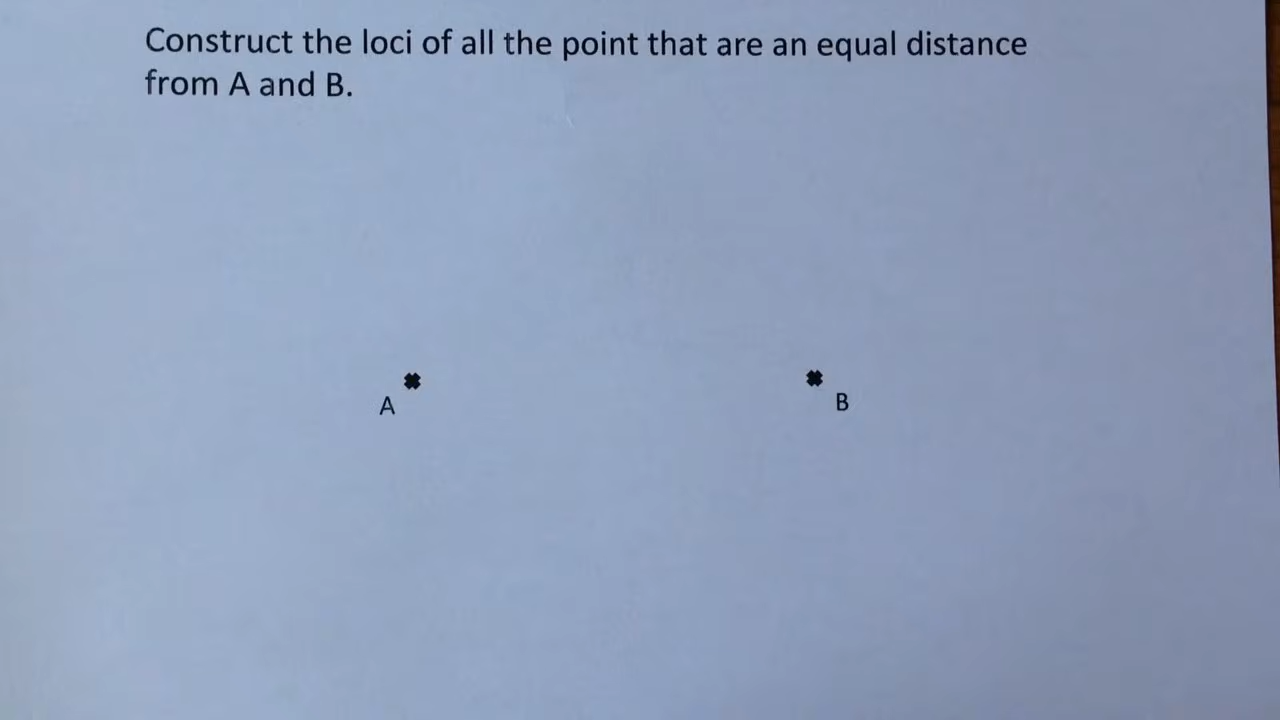 Construct the loci of all the point that are an equal distance
from A and B.
A
B